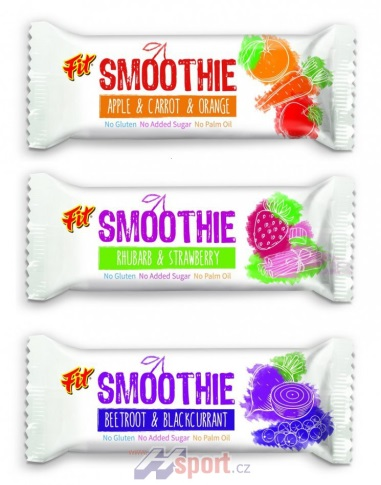 Fit
SMOOTHIE
APPLE & CARROT & ORANGE
No Gluten No Added Sugar No Palm Oil
Fit
SMOOTHIE
RHUBARB & STRAWBERRY
No Gluten No Added Sugar No Palm Oil
Fit
SMOOTHIE
BEETROOT & BLACKCURRANT
No Gluten No Added Sugar No Palm Oil
sport.cz